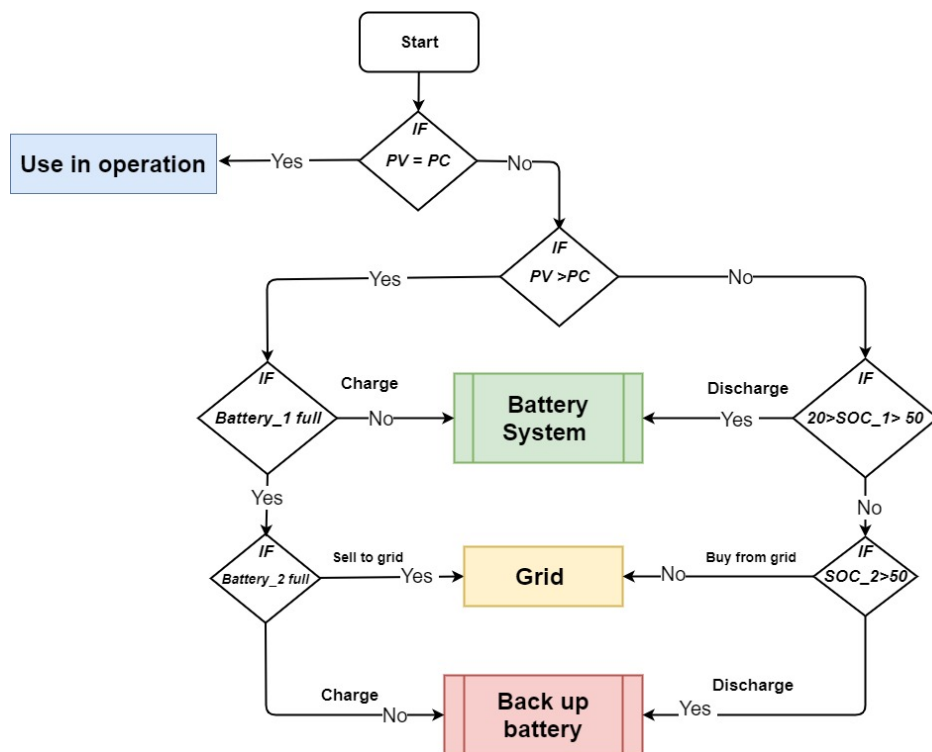 Start
IF
PV = PC
Yes
Use in operation
No
IF
PV >PC
Yes
No
IF
Battery_1 full
Charge
No
Battery
System
Discharge
Yes
IF
20>SOC_1> 50
Yes
No
IF
Battery_2 full
Sell to grid
Yes
Grid
Buy from grid
No
IF
SOC_2>50
Charge
No
Back up
battery
Discharge
Yes